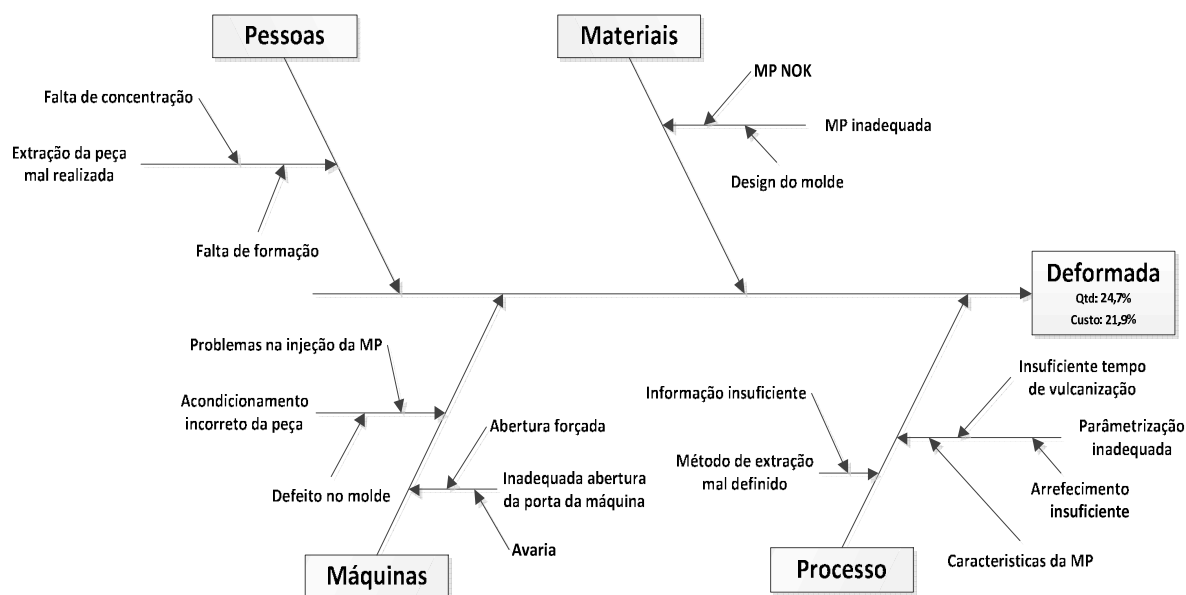 Pessoas
Materiais
MP NOK
Falta de concentração
MP inadequada
Extração da peça
mal realizada
Design do molde
Falta de formação
Deformada
Qtd: 24,7%
Custo: 21,9%
Problemas na injeção da MP
Insuficiente tempo
de vulcanização
Informação insuficiente
Acondicionamento
incorreto da peça
Abertura forçada
Parâmetrização
inadequada
Método de extração
mal definido
Inadequada abertura
da porta da máquina
Defeito no molde
Arrefecimento
insuficiente
Avaria
Caracteristicas da MP
Máquinas
Processo